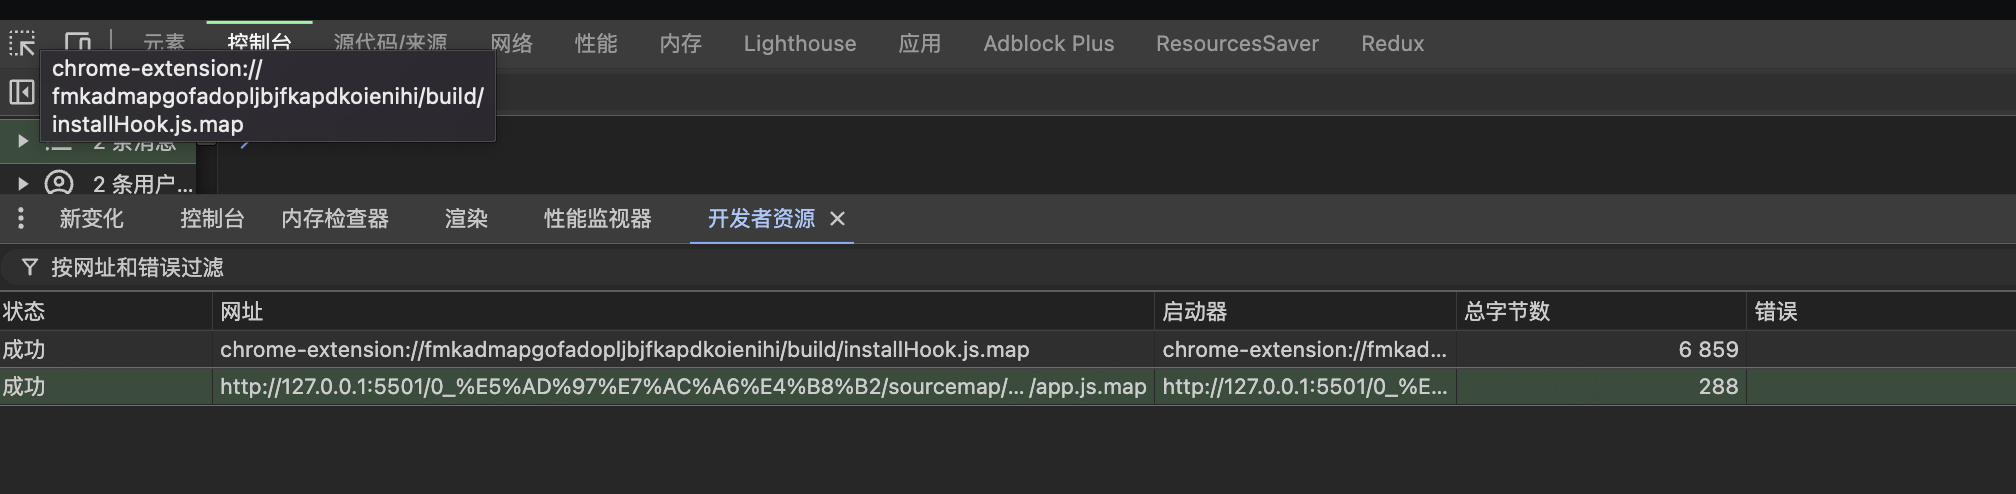 元素 控制台 源代码/来源 网络 性能 内存 Lighthouse 应用 Adblock Plus ResourcesSaver Redux
chrome-extension://
fmkadmapgofadopljbjfkapdkoienihi/build/
installHook.js.map
2 条消息
2 条用户...
新变化 控制台 内存检查器 渲染 性能监视器 开发者资源
按网址和错误过滤
状态 网址 启动器 总字节数 错误
成功 chrome-extension://fmkadmapgofadopljbjfkapdkoienihi/build/installHook.js.map chrome-extension://fmkad... 6 859
成功 http://127.0.0.1:5501/0_%E5%AD%97%E7%AC%A6%E4%B8%B2/sourcemap/... /app.js.map http://127.0.0.1:5501/0_%E... 288